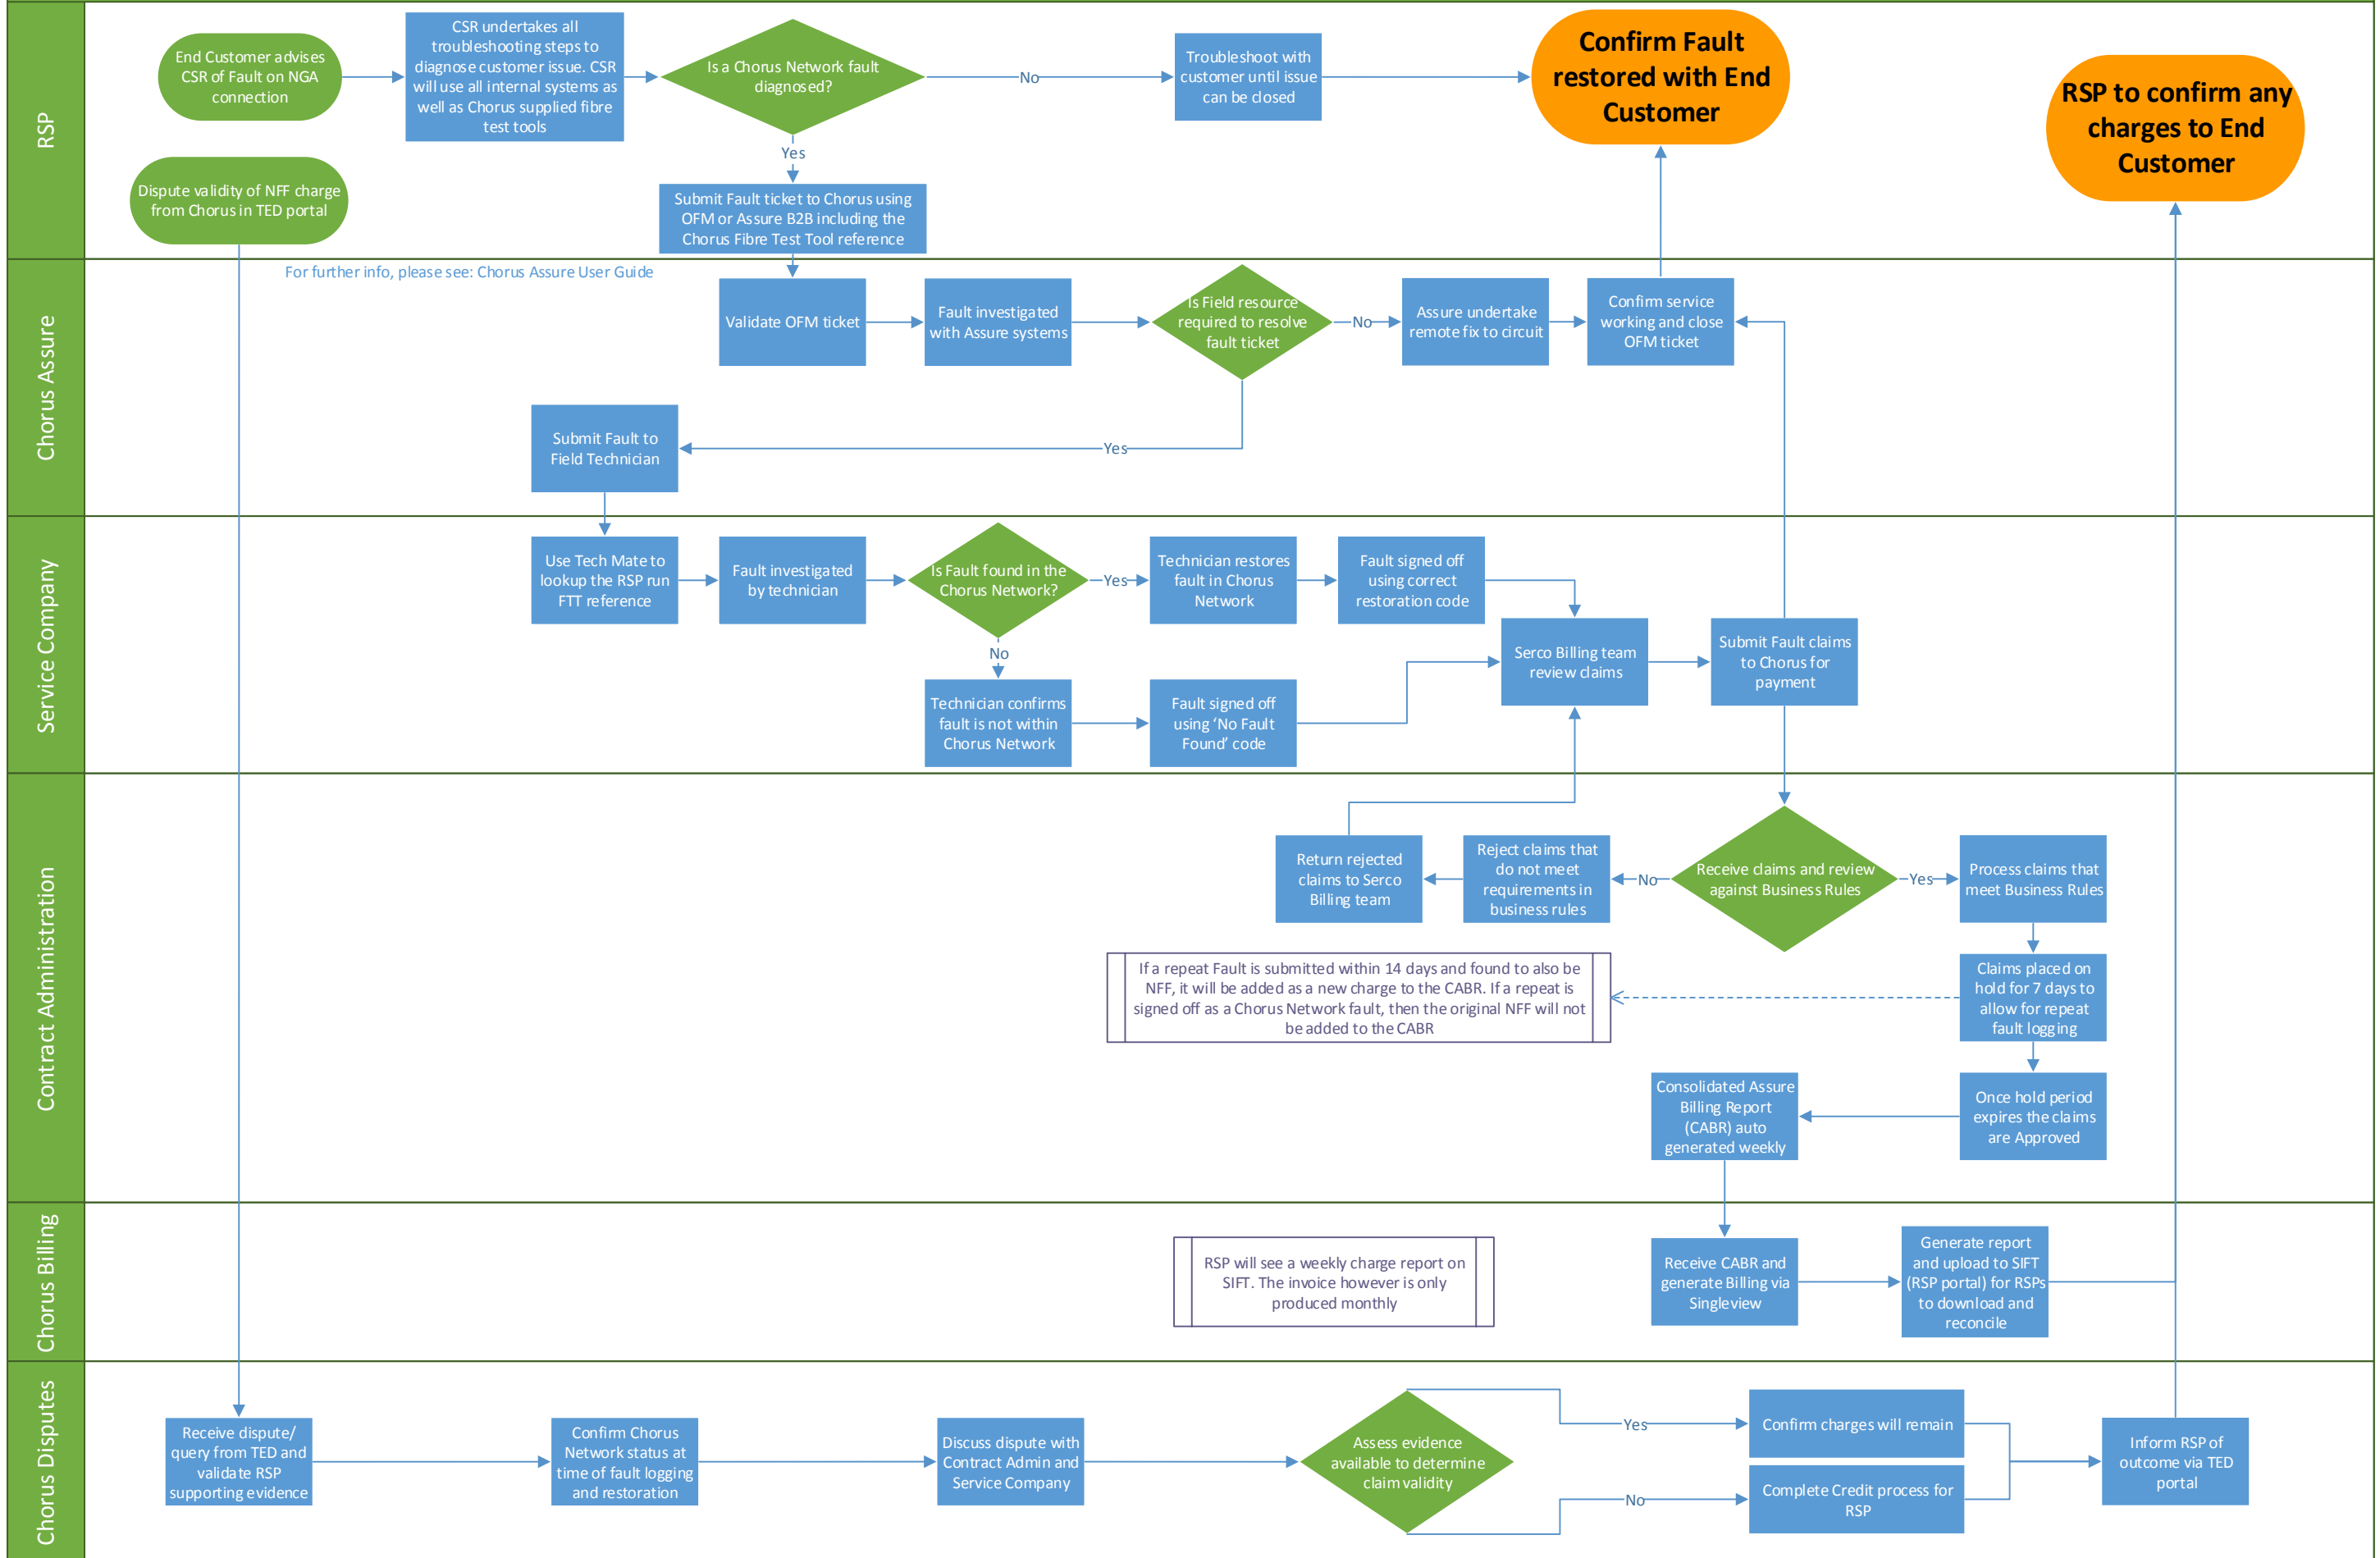 RSP
End Customer advises
CSR of Fault on NGA
connection
CSR undertakes all
troubleshooting steps to
diagnose customer issue. CSR
will use all internal systems as
well as Chorus supplied fibre
test tools
Is a Chorus Network fault
diagnosed?
No
Troubleshoot with
customer until issue
can be closed
Confirm Fault
restored with End
Customer
RSP to confirm any
charges to End
Customer
Yes
Dispute validity of NFF charge
from Chorus in TED portal
Submit Fault ticket to Chorus using
OFM or Assure B2B including the
Chorus Fibre Test Tool reference
Chorus Assure
For further info, please see: Chorus Assure User Guide
Validate OFM ticket
Fault investigated
with Assure systems
Is Field resource
required to resolve
fault ticket
No
Assure undertake
remote fix to circuit
Confirm service
working and close
OFM ticket
Yes
Submit Fault to
Field Technician
Service Company
Use Tech Mate to
lookup the RSP run
FTT reference
Fault investigated
by technician
Is Fault found in the
Chorus Network?
Yes
Technician restores
fault in Chorus
Network
Fault signed off
using correct
restoration code
No
Technician confirms
fault is not within
Chorus Network
Fault signed off
using ‘No Fault
Found’ code
Serco Billing team
review claims
Submit Fault claims
to Chorus for
payment
Contract Administration
Return rejected
claims to Serco
Billing team
Reject claims that
do not meet
requirements in
business rules
No
Receive claims and review
against Business Rules
Yes
Process claims that
meet Business Rules
If a repeat Fault is submitted within 14 days and found to also be
NFF, it will be added as a new charge to the CABR. If a repeat is
signed off as a Chorus Network fault, then the original NFF will not
be added to the CABR
Claims placed on
hold for 7 days to
allow for repeat
fault logging
Consolidated Assure
Billing Report
(CABR) auto
generated weekly
Once hold period
expires the claims
are Approved
Chorus Billing
RSP will see a weekly charge report on
SIFT. The invoice however is only
produced monthly
Receive CABR and
generate Billing via
Singleview
Generate report
and upload to SIFT
(RSP portal) for RSPs
to download and
reconcile
Chorus Disputes
Receive dispute/
query from TED and
validate RSP
supporting evidence
Confirm Chorus
Network status at
time of fault logging
and restoration
Discuss dispute with
Contract Admin and
Service Company
Assess evidence
available to determine
claim validity
Yes
Confirm charges will remain
No
Complete Credit process for
RSP
Inform RSP of
outcome via TED
portal